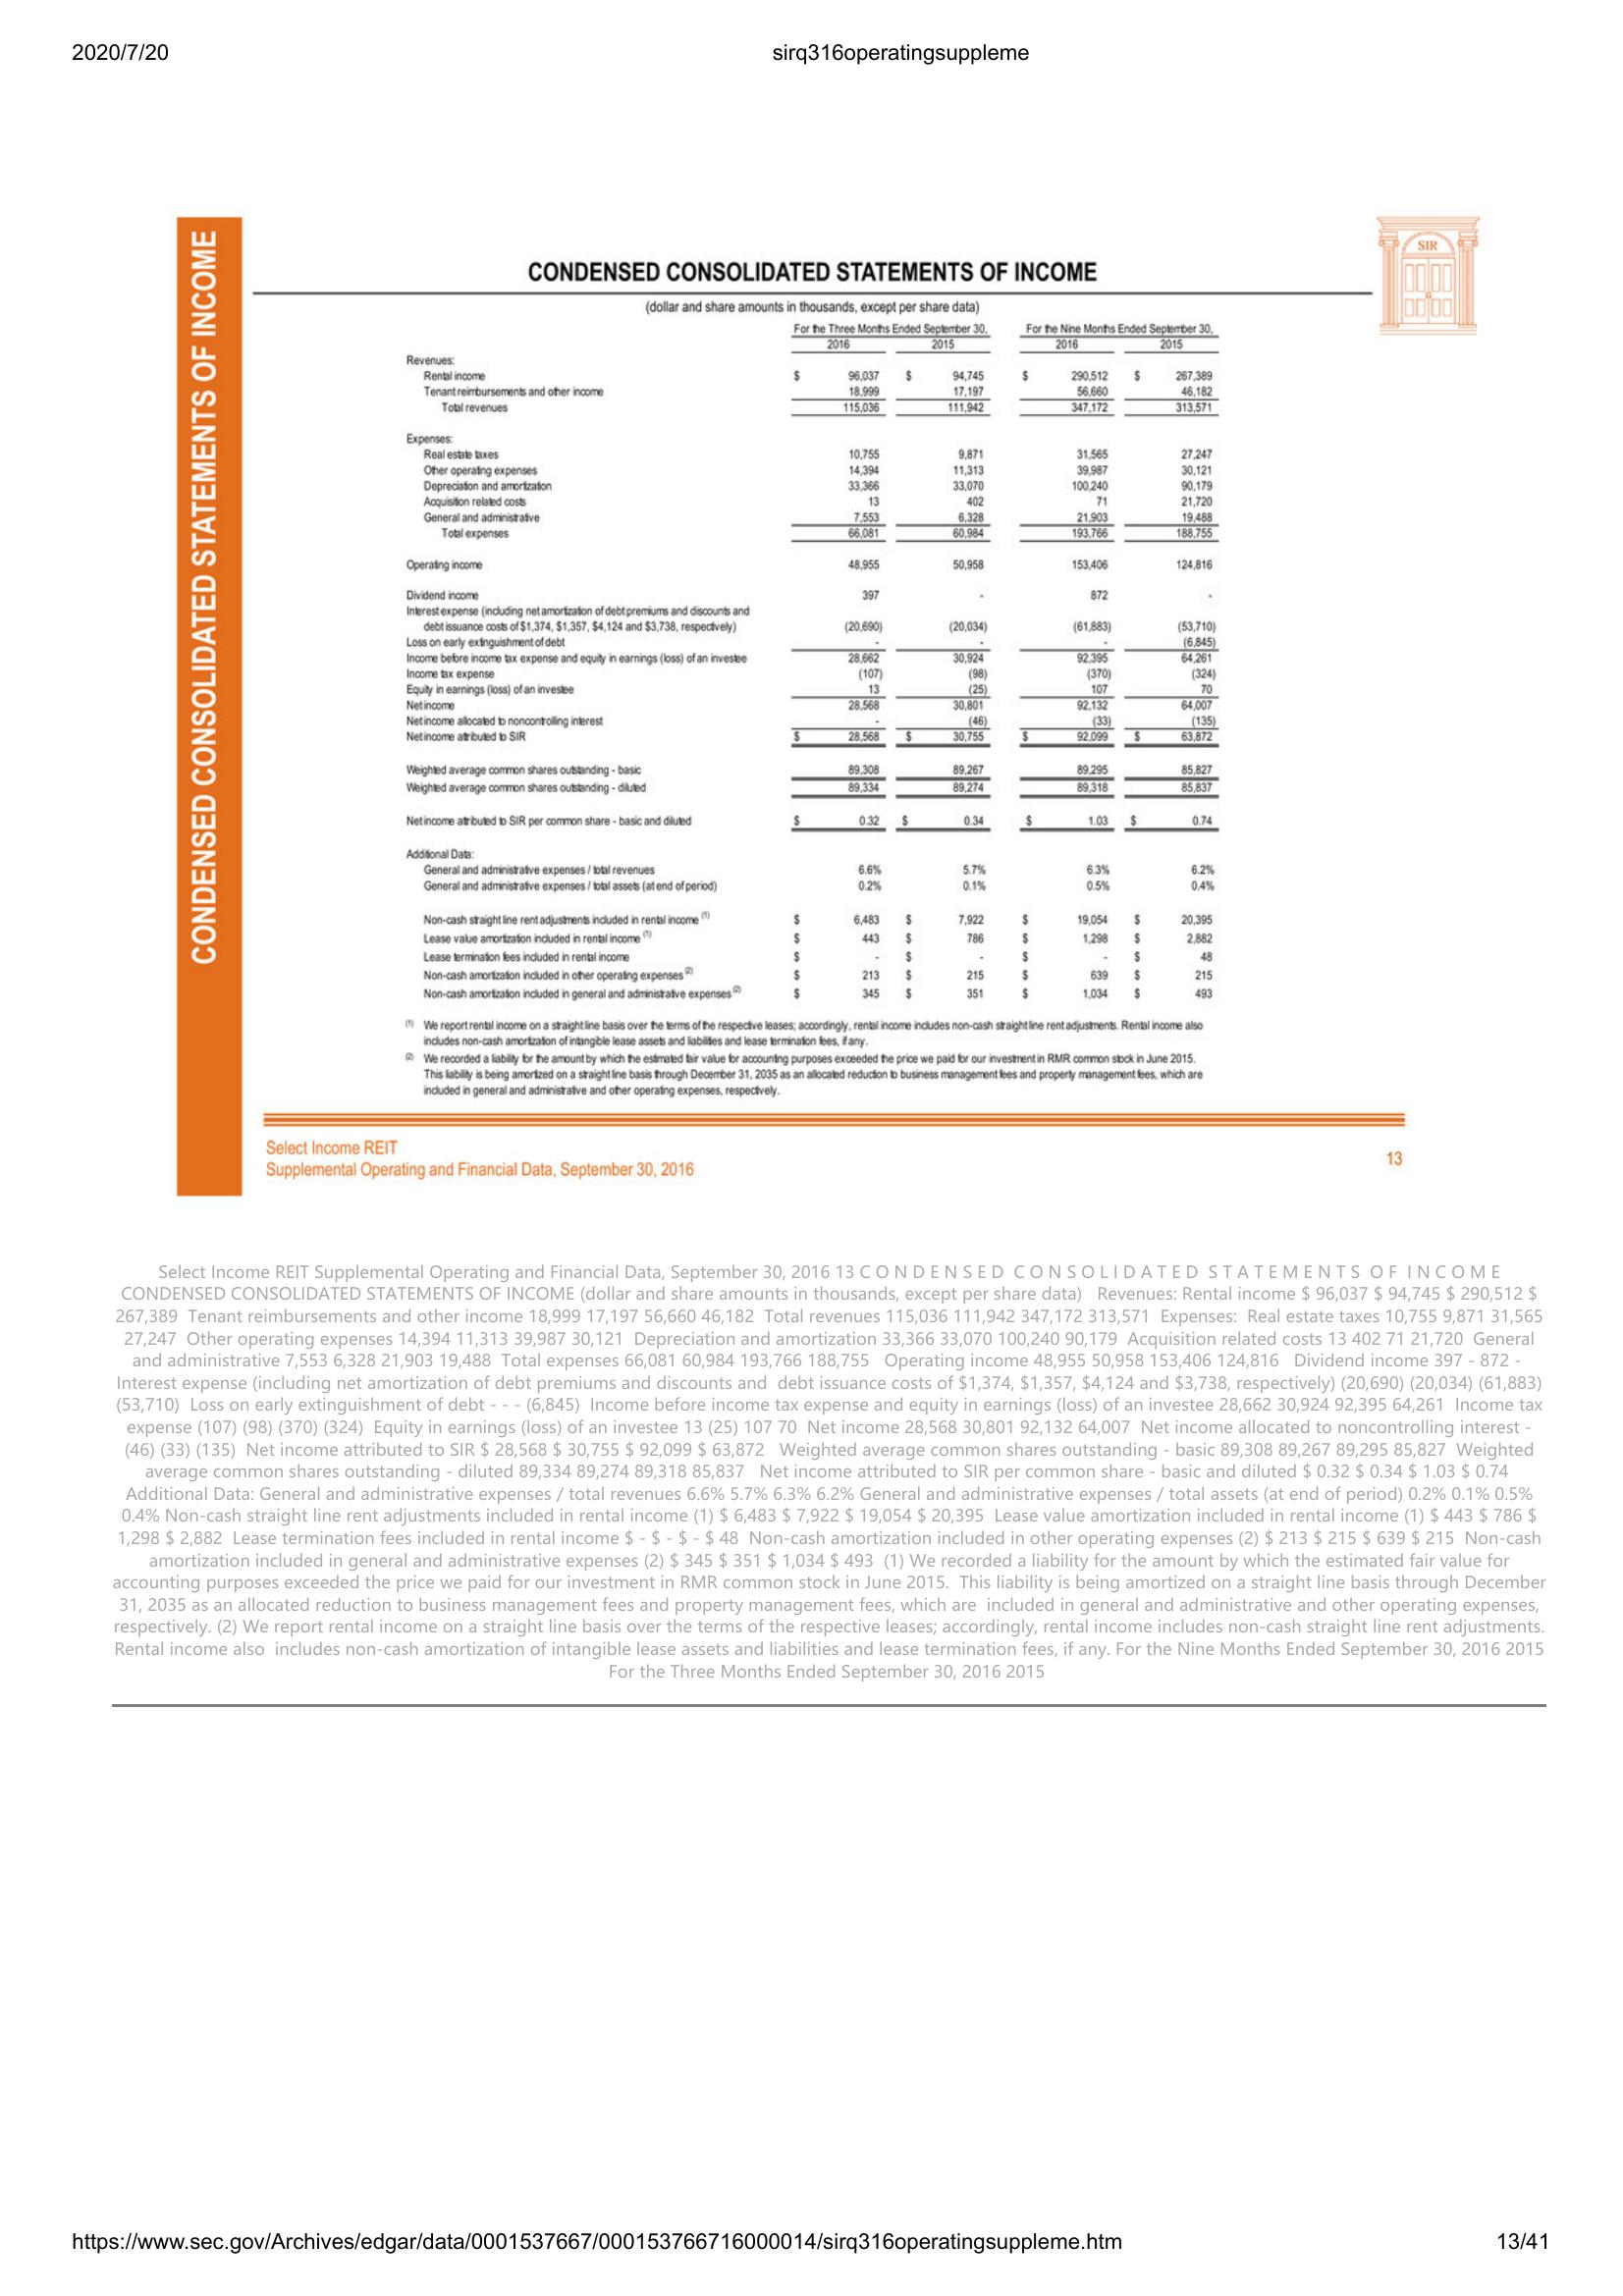 2020/7/20 sirq316operatingsuppleme
CONDENSED CONSOLIDATED STATEMENTS OF INCOME
SIR
CONDENSED CONSOLIDATED STATEMENTS OF INCOME
(dollar and share amounts in thousands, except per share data)
For the Three Months Ended September 30, For the Nine Months Ended September 30,
2016 2015 2016 2015
Revenues:
Rental income $ 96,037 $ 94,745 $ 290,512 $ 267,389
Tenant reimbursements and other income 18,999 17,197 56,660 46,182
Total revenues 115,036 111,942 347,172 313,571
Expenses:
Real estate taxes 10,755 9,871 31,565 27,247
Other operating expenses 14,394 11,313 39,987 30,121
Depreciation and amortization 33,366 33,070 100,240 90,179
Acquisition related costs 13 402 71 21,720
General and administrative 7,553 6,328 21,903 19,488
Total expenses 66,081 60,984 193,766 188,755
Operating income 48,955 50,958 153,406 124,816
Dividend income 397 - 872 -
Interest expense (including net amortization of debt premiums and discounts and
debt issuance costs of $1,374, $1,357, $4,124 and $3,738, respectively) (20,690) (20,034) (61,883) (53,710)
Loss on early extinguishment of debt - - - (6,845)
Income before income tax expense and equity in earnings (loss) of an investee 28,662 30,924 92,395 64,261
Income tax expense (107) (98) (370) (324)
Equity in earnings (loss) of an investee 13 (25) 107 70
Net income 28,568 30,801 92,132 64,007
Net income allocated to noncontrolling interest - (46) (33) (135)
Net income attributed to SIR $ 28,568 $ 30,755 $ 92,099 $ 63,872
Weighted average common shares outstanding - basic 89,308 89,267 89,295 85,827
Weighted average common shares outstanding - diluted 89,334 89,274 89,318 85,837
Net income attributed to SIR per common share - basic and diluted $ 0.32 $ 0.34 $ 1.03 $ 0.74
Additional Data:
General and administrative expenses / total revenues 6.6% 5.7% 6.3% 6.2%
General and administrative expenses / total assets (at end of period) 0.2% 0.1% 0.5% 0.4%
Non-cash straight line rent adjustments included in rental income (1) $ 6,483 $ 7,922 $ 19,054 $ 20,395
Lease value amortization included in rental income (1) $ 443 $ 786 $ 1,298 $ 2,882
Lease termination fees included in rental income $ - $ - $ - $ 48
Non-cash amortization included in other operating expenses (2) $ 213 $ 215 $ 639 $ 215
Non-cash amortization included in general and administrative expenses (2) $ 345 $ 351 $ 1,034 $ 493
(1) We report rental income on a straight line basis over the terms of the respective leases; accordingly, rental income includes non-cash straight line rent adjustments. Rental income also
includes non-cash amortization of intangible lease assets and liabilities and lease termination fees, if any.
(2) We recorded a liability for the amount by which the estimated fair value for accounting purposes exceeded the price we paid for our investment in RMR common stock in June 2015.
This liability is being amortized on a straight line basis through December 31, 2035 as an allocated reduction to business management fees and property management fees, which are
included in general and administrative and other operating expenses, respectively.
Select Income REIT
Supplemental Operating and Financial Data, September 30, 2016 13
Select Income REIT Supplemental Operating and Financial Data, September 30, 2016 13 C O N D E N S E D C O N S O L I D A T E D S T A T E M E N T S O F I N C O M E
CONDENSED CONSOLIDATED STATEMENTS OF INCOME (dollar and share amounts in thousands, except per share data) Revenues: Rental income $ 96,037 $ 94,745 $ 290,512 $
267,389 Tenant reimbursements and other income 18,999 17,197 56,660 46,182 Total revenues 115,036 111,942 347,172 313,571 Expenses: Real estate taxes 10,755 9,871 31,565
27,247 Other operating expenses 14,394 11,313 39,987 30,121 Depreciation and amortization 33,366 33,070 100,240 90,179 Acquisition related costs 13 402 71 21,720 General
and administrative 7,553 6,328 21,903 19,488 Total expenses 66,081 60,984 193,766 188,755 Operating income 48,955 50,958 153,406 124,816 Dividend income 397 - 872 -
Interest expense (including net amortization of debt premiums and discounts and debt issuance costs of $1,374, $1,357, $4,124 and $3,738, respectively) (20,690) (20,034) (61,883)
(53,710) Loss on early extinguishment of debt - - - (6,845) Income before income tax expense and equity in earnings (loss) of an investee 28,662 30,924 92,395 64,261 Income tax
expense (107) (98) (370) (324) Equity in earnings (loss) of an investee 13 (25) 107 70 Net income 28,568 30,801 92,132 64,007 Net income allocated to noncontrolling interest -
(46) (33) (135) Net income attributed to SIR $ 28,568 $ 30,755 $ 92,099 $ 63,872 Weighted average common shares outstanding - basic 89,308 89,267 89,295 85,827 Weighted
average common shares outstanding - diluted 89,334 89,274 89,318 85,837 Net income attributed to SIR per common share - basic and diluted $ 0.32 $ 0.34 $ 1.03 $ 0.74
Additional Data: General and administrative expenses / total revenues 6.6% 5.7% 6.3% 6.2% General and administrative expenses / total assets (at end of period) 0.2% 0.1% 0.5%
0.4% Non-cash straight line rent adjustments included in rental income (1) $ 6,483 $ 7,922 $ 19,054 $ 20,395 Lease value amortization included in rental income (1) $ 443 $ 786 $
1,298 $ 2,882 Lease termination fees included in rental income $ - $ - $ - $ 48 Non-cash amortization included in other operating expenses (2) $ 213 $ 215 $ 639 $ 215 Non-cash
amortization included in general and administrative expenses (2) $ 345 $ 351 $ 1,034 $ 493 (1) We recorded a liability for the amount by which the estimated fair value for
accounting purposes exceeded the price we paid for our investment in RMR common stock in June 2015. This liability is being amortized on a straight line basis through December
31, 2035 as an allocated reduction to business management fees and property management fees, which are included in general and administrative and other operating expenses,
respectively. (2) We report rental income on a straight line basis over the terms of the respective leases; accordingly, rental income includes non-cash straight line rent adjustments.
Rental income also includes non-cash amortization of intangible lease assets and liabilities and lease termination fees, if any. For the Nine Months Ended September 30, 2016 2015
For the Three Months Ended September 30, 2016 2015
https://www.sec.gov/Archives/edgar/data/0001537667/000153766716000014/sirq316operatingsuppleme.htm 13/41